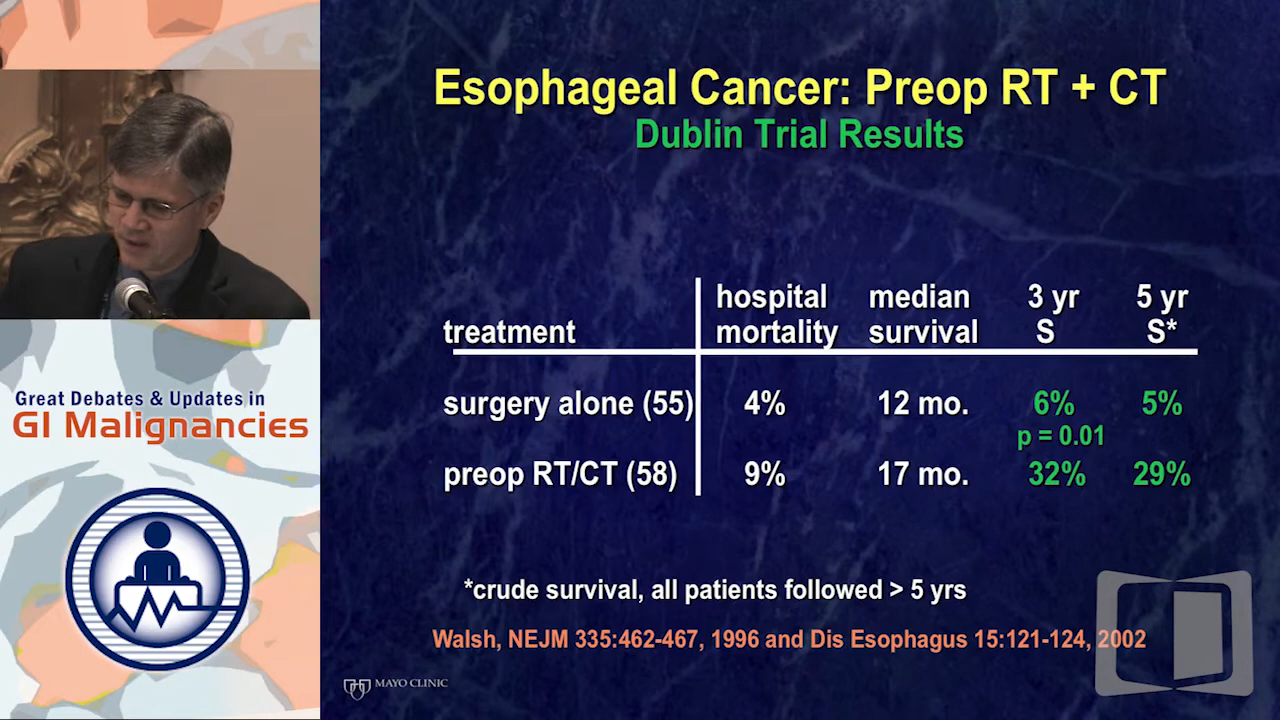 Esophageal Cancer: Preop RT + CT
Dublin Trial Results
hospital median 3 yr 5 yr
treatment mortality survival S S*
surgery alone (55) 4% 12 mo. 6% 5%
p = 0.01
preop RT/CT (58) 9% 17 mo. 32% 29%
*crude survival, all patients followed > 5 yrs
Walsh, NEJM 335:462-467, 1996 and Dis Esophagus 15:121-124, 2002
MAYO CLINIC
Great Debates & Updates in
GI Malignancies